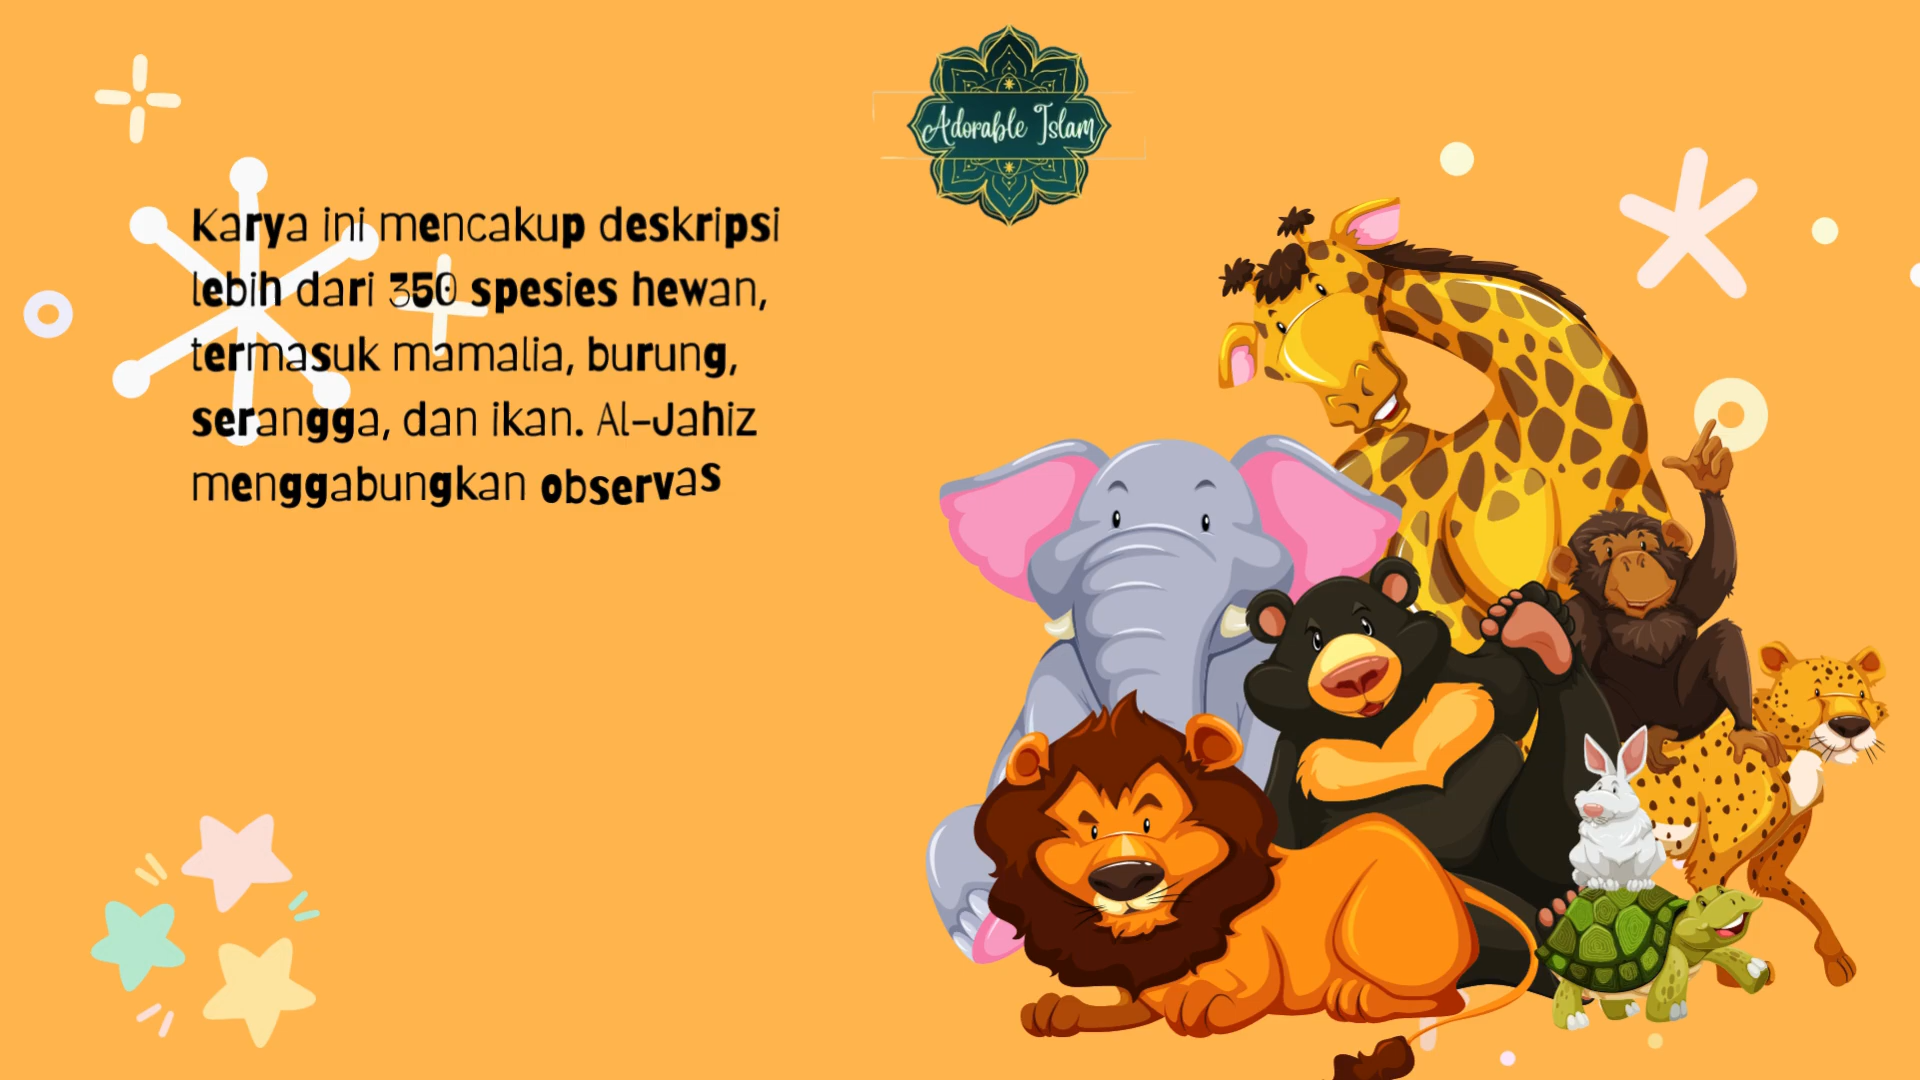 Adorable Islam
Karya ini mencakup deskripsi
lebih dari 350 spesies hewan,
termasuk mamalia, burung,
serangga, dan ikan. Al-Jahiz
menggabungkan observas